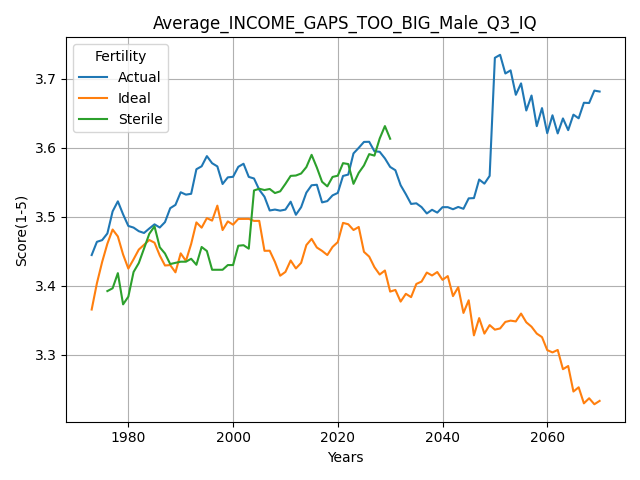 Average_INCOME_GAPS_TOO_BIG_Male_Q3_IQ
Fertility
Actual
Ideal
Sterile
Score(1-5)
3.7
3.6
3.5
3.4
3.3
1980 2000 2020 2040 2060
Years